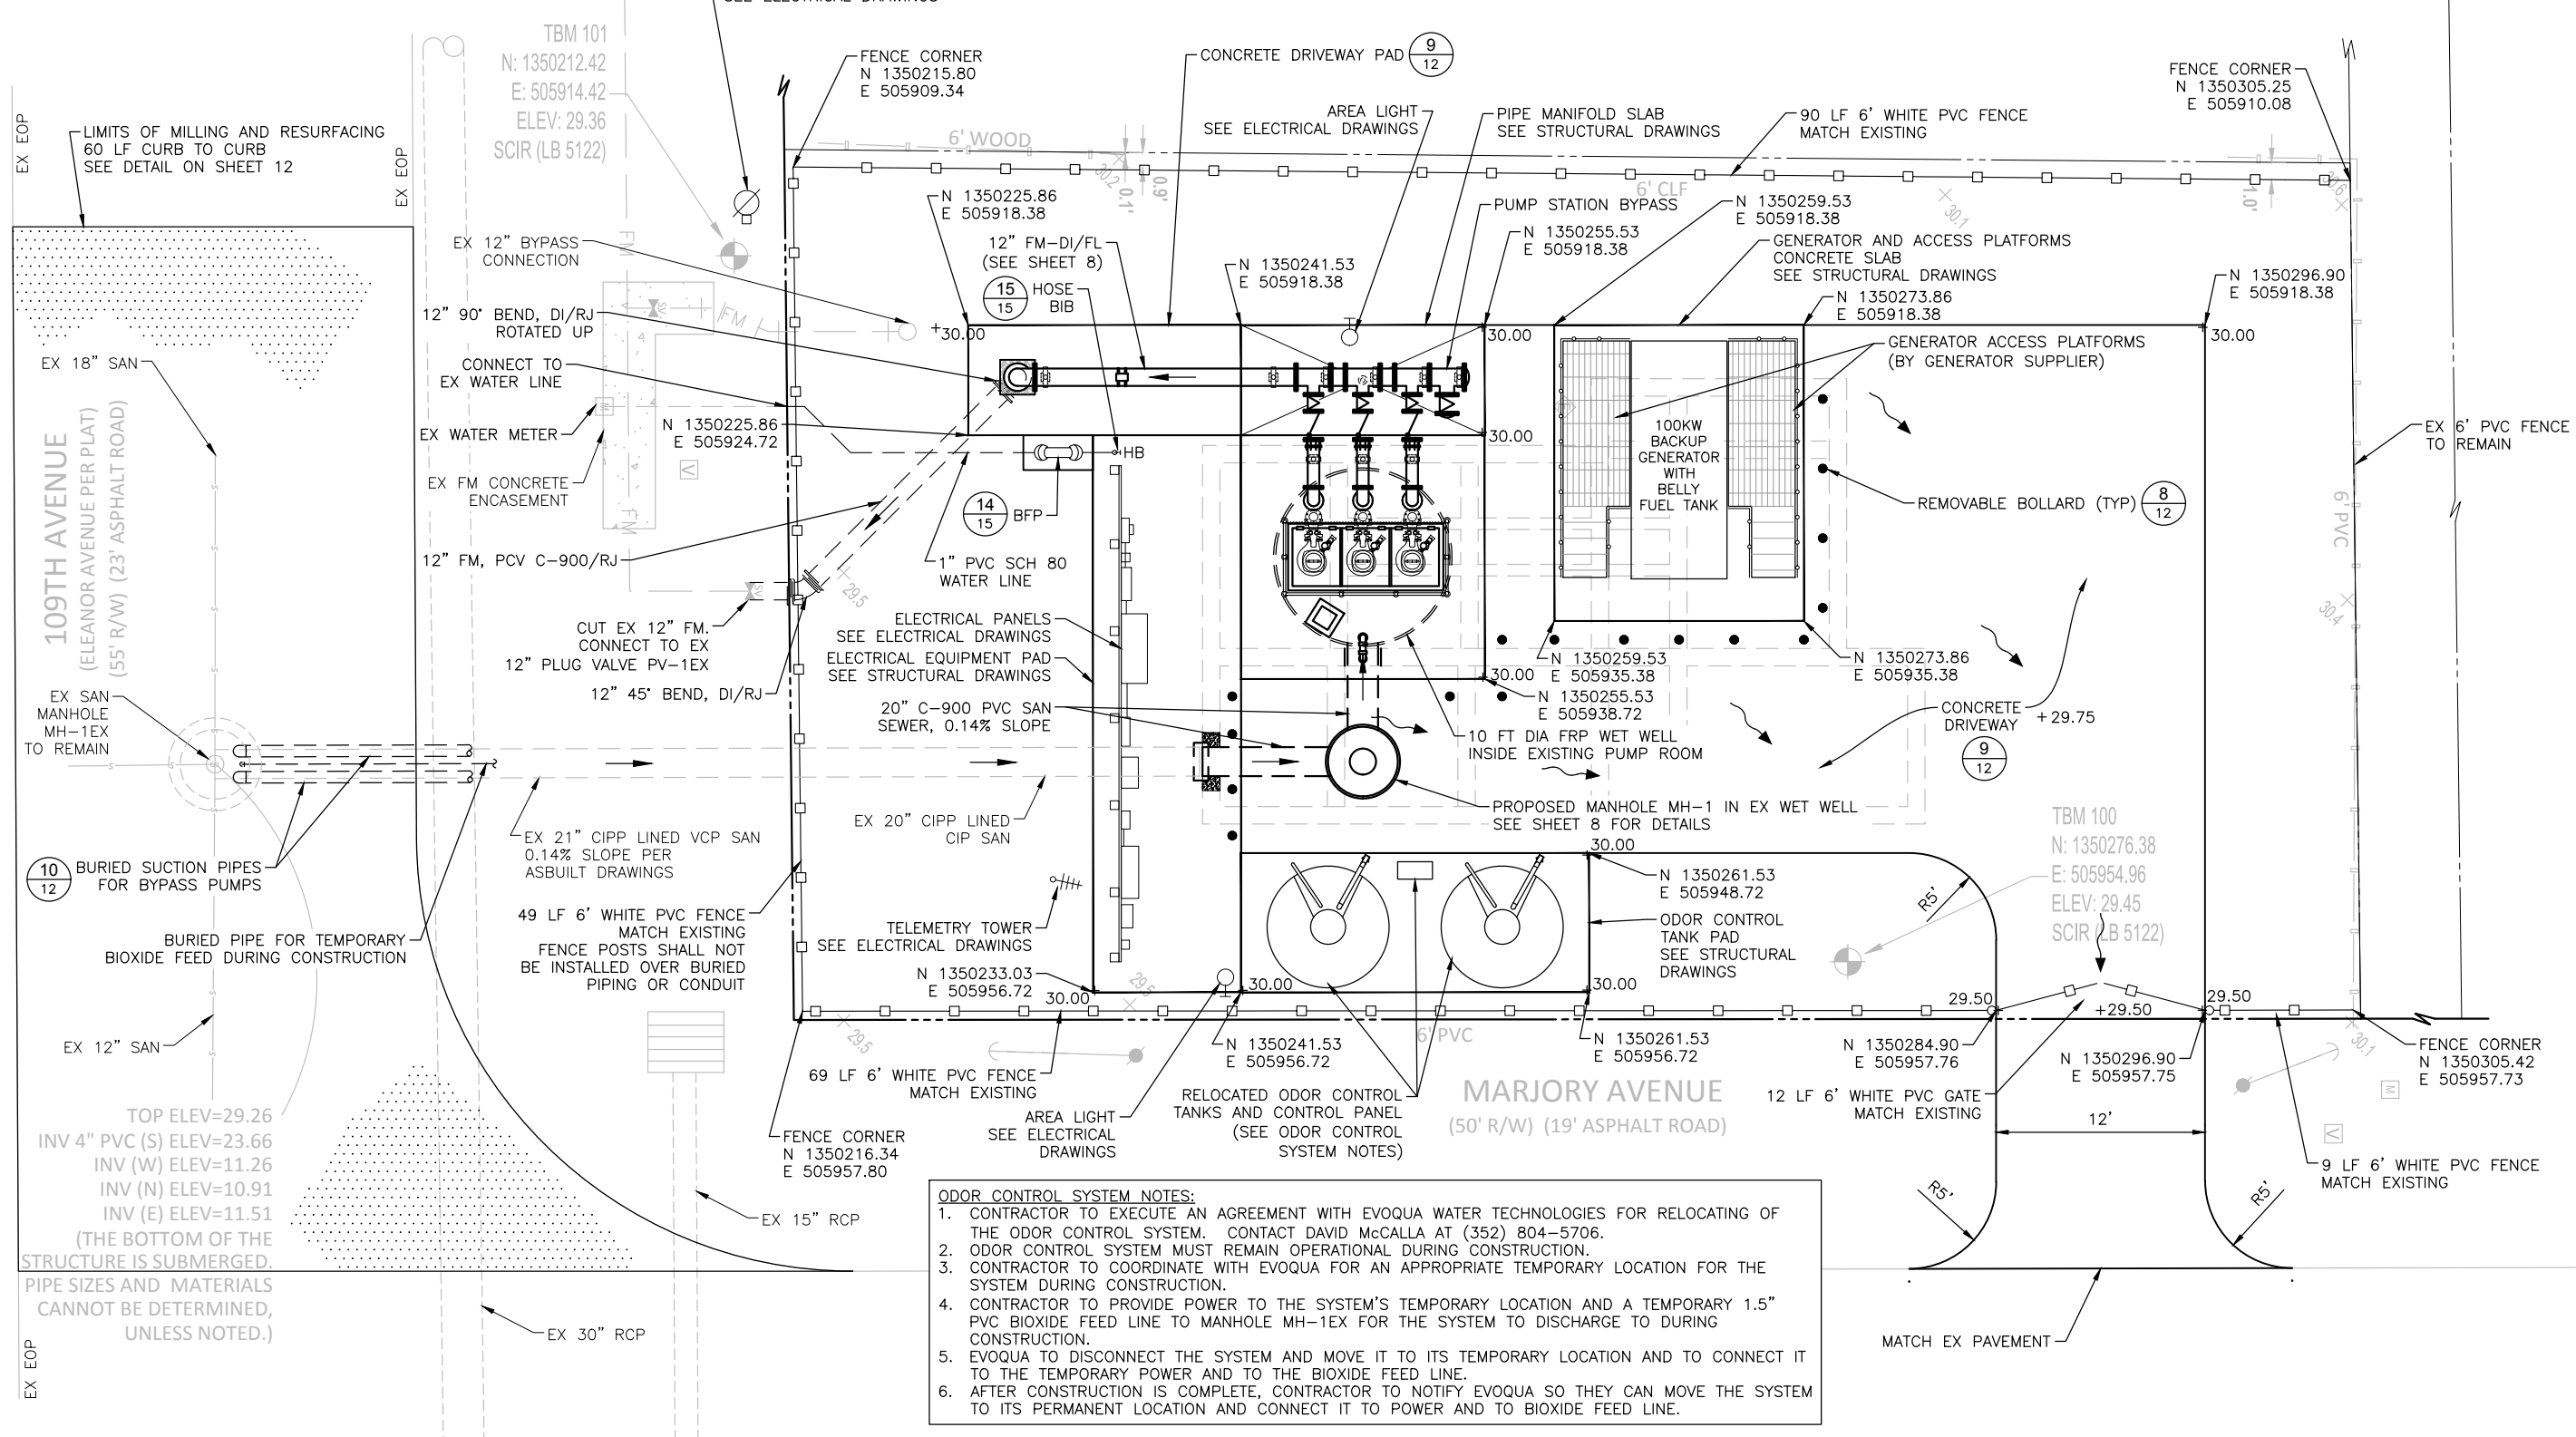 SEE ELECTRICAL DRAWINGS
TBM 101
N: 1350212.42
E: 505914.42
ELEV: 29.36
SCIR (LB 5122)
FENCE CORNER
N 1350215.80
E 505909.34
CONCRETE DRIVEWAY PAD
9
12
AREA LIGHT
SEE ELECTRICAL DRAWINGS
PIPE MANIFOLD SLAB
SEE STRUCTURAL DRAWINGS
90 LF 6' WHITE PVC FENCE
MATCH EXISTING
FENCE CORNER
N 1350305.25
E 505910.08
EX EOP
LIMITS OF MILLING AND RESURFACING
60 LF CURB TO CURB
SEE DETAIL ON SHEET 12
EX EOP
6' WOOD
30.2
0.1'
0.9'
6' CLF
30.1
1.0'
N 1350225.86
E 505918.38
PUMP STATION BYPASS
N 1350259.53
E 505918.38
N 1350255.53
E 505918.38
EX 12" BYPASS
CONNECTION
FM
12" FM-DI/FL
(SEE SHEET 8)
N 1350241.53
E 505918.38
GENERATOR AND ACCESS PLATFORMS
CONCRETE SLAB
SEE STRUCTURAL DRAWINGS
N 1350296.90
E 505918.38
15
15
HOSE
BIB
N 1350273.86
E 505918.38
12" 90° BEND, DI/RJ
ROTATED UP
SV
FM
+30.00
30.00
30.00
GENERATOR ACCESS PLATFORMS
(BY GENERATOR SUPPLIER)
EX 18" SAN
CONNECT TO
EX WATER LINE
M
EX WATER METER
N 1350225.86
E 505924.72
30.00
100KW
BACKUP
GENERATOR
WITH
BELLY
FUEL TANK
EX 6' PVC FENCE
TO REMAIN
109TH AVENUE
(ELEANOR AVENUE PER PLAT)
(55' R/W) (23' ASPHALT ROAD)
HB
V
EX FM CONCRETE
ENCASEMENT
FM
14
15
BFP
REMOVABLE BOLLARD (TYP)
8
12
6' PVC
12" FM, PCV C-900/RJ
1" PVC SCH 80
WATER LINE
SV
29.5
30.4
CUT EX 12" FM.
CONNECT TO EX
12" PLUG VALVE PV-1EX
ELECTRICAL PANELS
SEE ELECTRICAL DRAWINGS
ELECTRICAL EQUIPMENT PAD
SEE STRUCTURAL DRAWINGS
12" 45° BEND, DI/RJ
N 1350259.53
E 505935.38
N 1350273.86
E 505935.38
30.00
N 1350255.53
E 505938.72
EX SAN
MANHOLE
MH-1EX
TO REMAIN
20" C-900 PVC SAN
SEWER, 0.14% SLOPE
CONCRETE
DRIVEWAY
+29.75
9
12
10 FT DIA FRP WET WELL
INSIDE EXISTING PUMP ROOM
PROPOSED MANHOLE MH-1 IN EX WET WELL
SEE SHEET 8 FOR DETAILS
EX 20" CIPP LINED
CIP SAN
EX 21" CIPP LINED VCP SAN
0.14% SLOPE PER
ASBUILT DRAWINGS
10
12
BURIED SUCTION PIPES
FOR BYPASS PUMPS
30.00
TBM 100
N: 1350276.38
E: 505954.96
ELEV: 29.45
SCIR (LB 5122)
N 1350261.53
E 505948.72
R5'
49 LF 6' WHITE PVC FENCE
MATCH EXISTING
FENCE POSTS SHALL NOT
BE INSTALLED OVER BURIED
PIPING OR CONDUIT
TELEMETRY TOWER
SEE ELECTRICAL DRAWINGS
ODOR CONTROL
TANK PAD
SEE STRUCTURAL
DRAWINGS
BURIED PIPE FOR TEMPORARY
BIOXIDE FEED DURING CONSTRUCTION
N 1350233.03
E 505956.72
30.00
29.5
30.00
30.00
29.50
+29.50
29.50
EX 12" SAN
29.5
6' PVC
N 1350241.53
E 505956.72
N 1350261.53
E 505956.72
N 1350284.90
E 505957.76
N 1350296.90
E 505957.75
30.1
FENCE CORNER
N 1350305.42
E 505957.73
69 LF 6' WHITE PVC FENCE
MATCH EXISTING
MARJORY AVENUE
(50' R/W) (19' ASPHALT ROAD)
12 LF 6' WHITE PVC GATE
MATCH EXISTING
M
AREA LIGHT
SEE ELECTRICAL
DRAWINGS
RELOCATED ODOR CONTROL
TANKS AND CONTROL PANEL
(SEE ODOR CONTROL
SYSTEM NOTES)
12'
V
FENCE CORNER
N 1350216.34
E 505957.80
9 LF 6' WHITE PVC FENCE
MATCH EXISTING
TOP ELEV=29.26
INV 4" PVC (S) ELEV=23.66
INV (W) ELEV=11.26
INV (N) ELEV=10.91
INV (E) ELEV=11.51
(THE BOTTOM OF THE
STRUCTURE IS SUBMERGED.
PIPE SIZES AND MATERIALS
CANNOT BE DETERMINED,
UNLESS NOTED.)
EX 15" RCP
EX 30" RCP
R5'
R5'
ODOR CONTROL SYSTEM NOTES:
1. CONTRACTOR TO EXECUTE AN AGREEMENT WITH EVOQUA WATER TECHNOLOGIES FOR RELOCATING OF
THE ODOR CONTROL SYSTEM. CONTACT DAVID McCALLA AT (352) 804-5706.
2. ODOR CONTROL SYSTEM MUST REMAIN OPERATIONAL DURING CONSTRUCTION.
3. CONTRACTOR TO COORDINATE WITH EVOQUA FOR AN APPROPRIATE TEMPORARY LOCATION FOR THE
SYSTEM DURING CONSTRUCTION.
4. CONTRACTOR TO PROVIDE POWER TO THE SYSTEM'S TEMPORARY LOCATION AND A TEMPORARY 1.5"
PVC BIOXIDE FEED LINE TO MANHOLE MH-1EX FOR THE SYSTEM TO DISCHARGE TO DURING
CONSTRUCTION.
5. EVOQUA TO DISCONNECT THE SYSTEM AND MOVE IT TO ITS TEMPORARY LOCATION AND TO CONNECT IT
TO THE TEMPORARY POWER AND TO THE BIOXIDE FEED LINE.
6. AFTER CONSTRUCTION IS COMPLETE, CONTRACTOR TO NOTIFY EVOQUA SO THEY CAN MOVE THE SYSTEM
TO ITS PERMANENT LOCATION AND CONNECT IT TO POWER AND TO BIOXIDE FEED LINE.
MATCH EX PAVEMENT
EX EOP